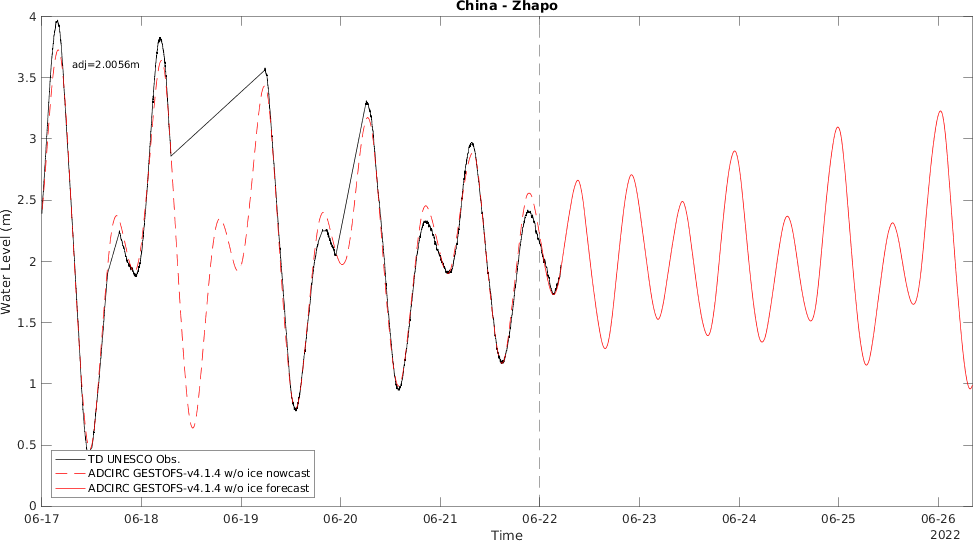 China - Zhapo
adj=2.0056m
Water Level (m)
4
3.5
3
2.5
2
1.5
1
0.5
0
TD UNESCO Obs.
ADCIRC GESTOFS-v4.1.4 w/o ice nowcast
ADCIRC GESTOFS-v4.1.4 w/o ice forecast
06-17 06-18 06-19 06-20 06-21 06-22 06-23 06-24 06-25 06-26
Time
2022